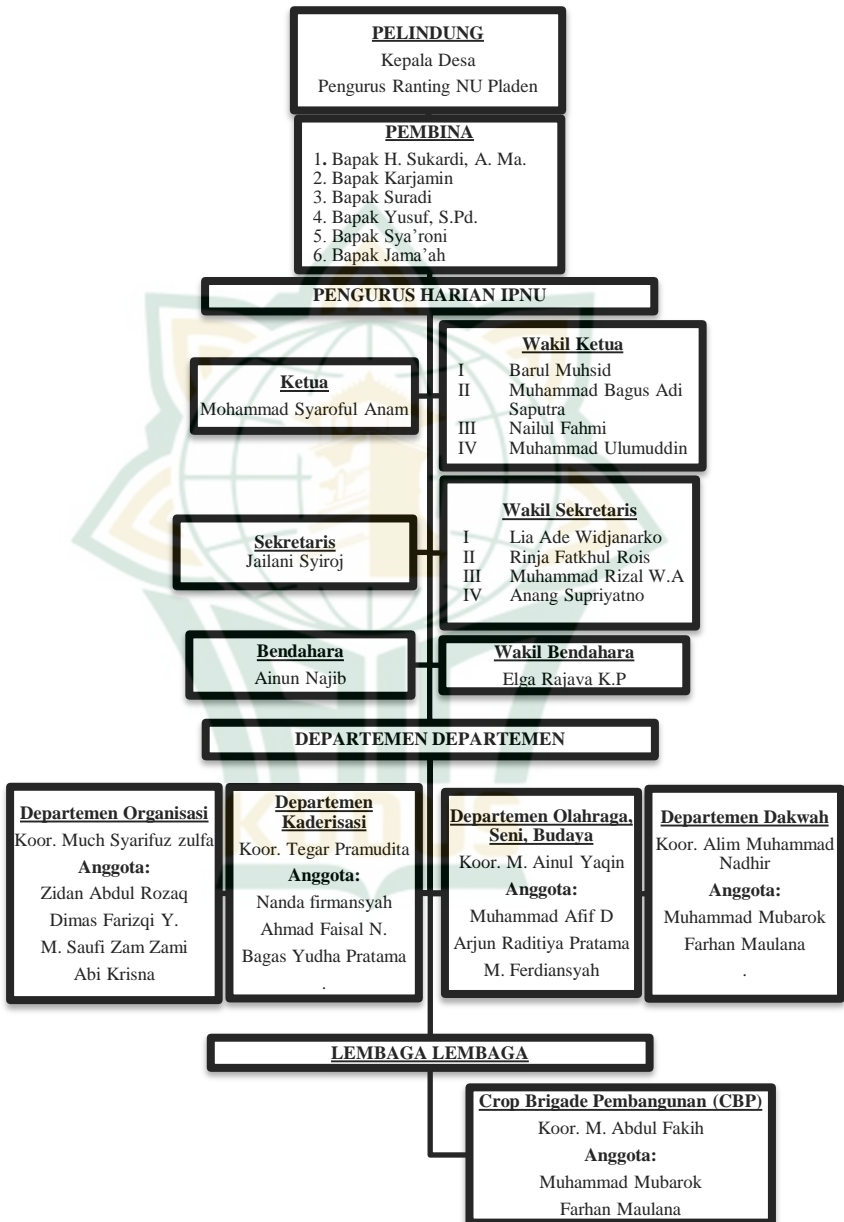 PELINDUNG
Kepala Desa
Pengurus Ranting NU Pladen
PEMBINA
1. Bapak H. Sukardi, A. Ma.
2. Bapak Karjamin
3. Bapak Suradi
4. Bapak Yusuf, S.Pd.
5. Bapak Sya’roni
6. Bapak Jama’ah
PENGURUS HARIAN IPNU
Ketua
Mohammad Syaroful Anam
Wakil Ketua
I Barul Muhsid
II Muhammad Bagus Adi
Saputra
III Nailul Fahmi
IV Muhammad Ulumuddin
Sekretaris
Jailani Syiroj
Wakil Sekretaris
I Lia Ade Widjanarko
II Rinja Fatkhul Rois
III Muhammad Rizal W.A
IV Anang Supriyatno
Bendahara
Ainun Najib
Wakil Bendahara
Elga Rajava K.P
DEPARTEMEN DEPARTEMEN
Departemen Organisasi
Koor. Much Syarifuz zulfa
Anggota:
Zidan Abdul Rozaq
Dimas Farizqi Y.
M. Saufi Zam Zami
Abi Krisna
Departemen
Kaderisasi
Koor. Tegar Pramudita
Anggota:
Nanda firmansyah
Ahmad Faisal N.
Bagas Yudha Pratama
.
Departemen Olahraga,
Seni, Budaya
Koor. M. Ainul Yaqin
Anggota:
Muhammad Afif D
Arjun Raditiya Pratama
M. Ferdiansyah
Departemen Dakwah
Koor. Alim Muhammad
Nadhir
Anggota:
Muhammad Mubarok
Farhan Maulana
.
KUDUS
LEMBAGA LEMBAGA
Crop Brigade Pembangunan (CBP)
Koor. M. Abdul Fakih
Anggota:
Muhammad Mubarok
Farhan Maulana